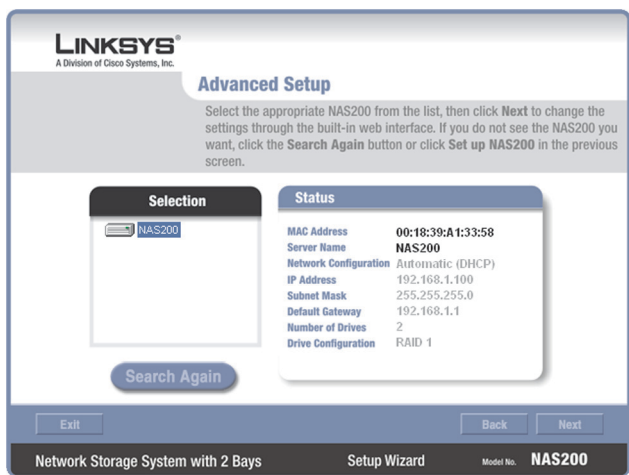 LINKSYS®
A Division of Cisco Systems, Inc.
Advanced Setup
Select the appropriate NAS200 from the list, then click Next to change the
settings through the built-in web interface. If you do not see the NAS200 you
want, click the Search Again button or click Set up NAS200 in the previous
screen.
Selection
NAS200
Status
MAC Address 00:18:39:A1:33:58
Server Name NAS200
Network Configuration Automatic (DHCP)
IP Address 192.168.1.100
Subnet Mask 255.255.255.0
Default Gateway 192.168.1.1
Number of Drives 2
Drive Configuration RAID 1
Search Again
Exit Back Next
Network Storage System with 2 Bays Setup Wizard Model No. NAS200